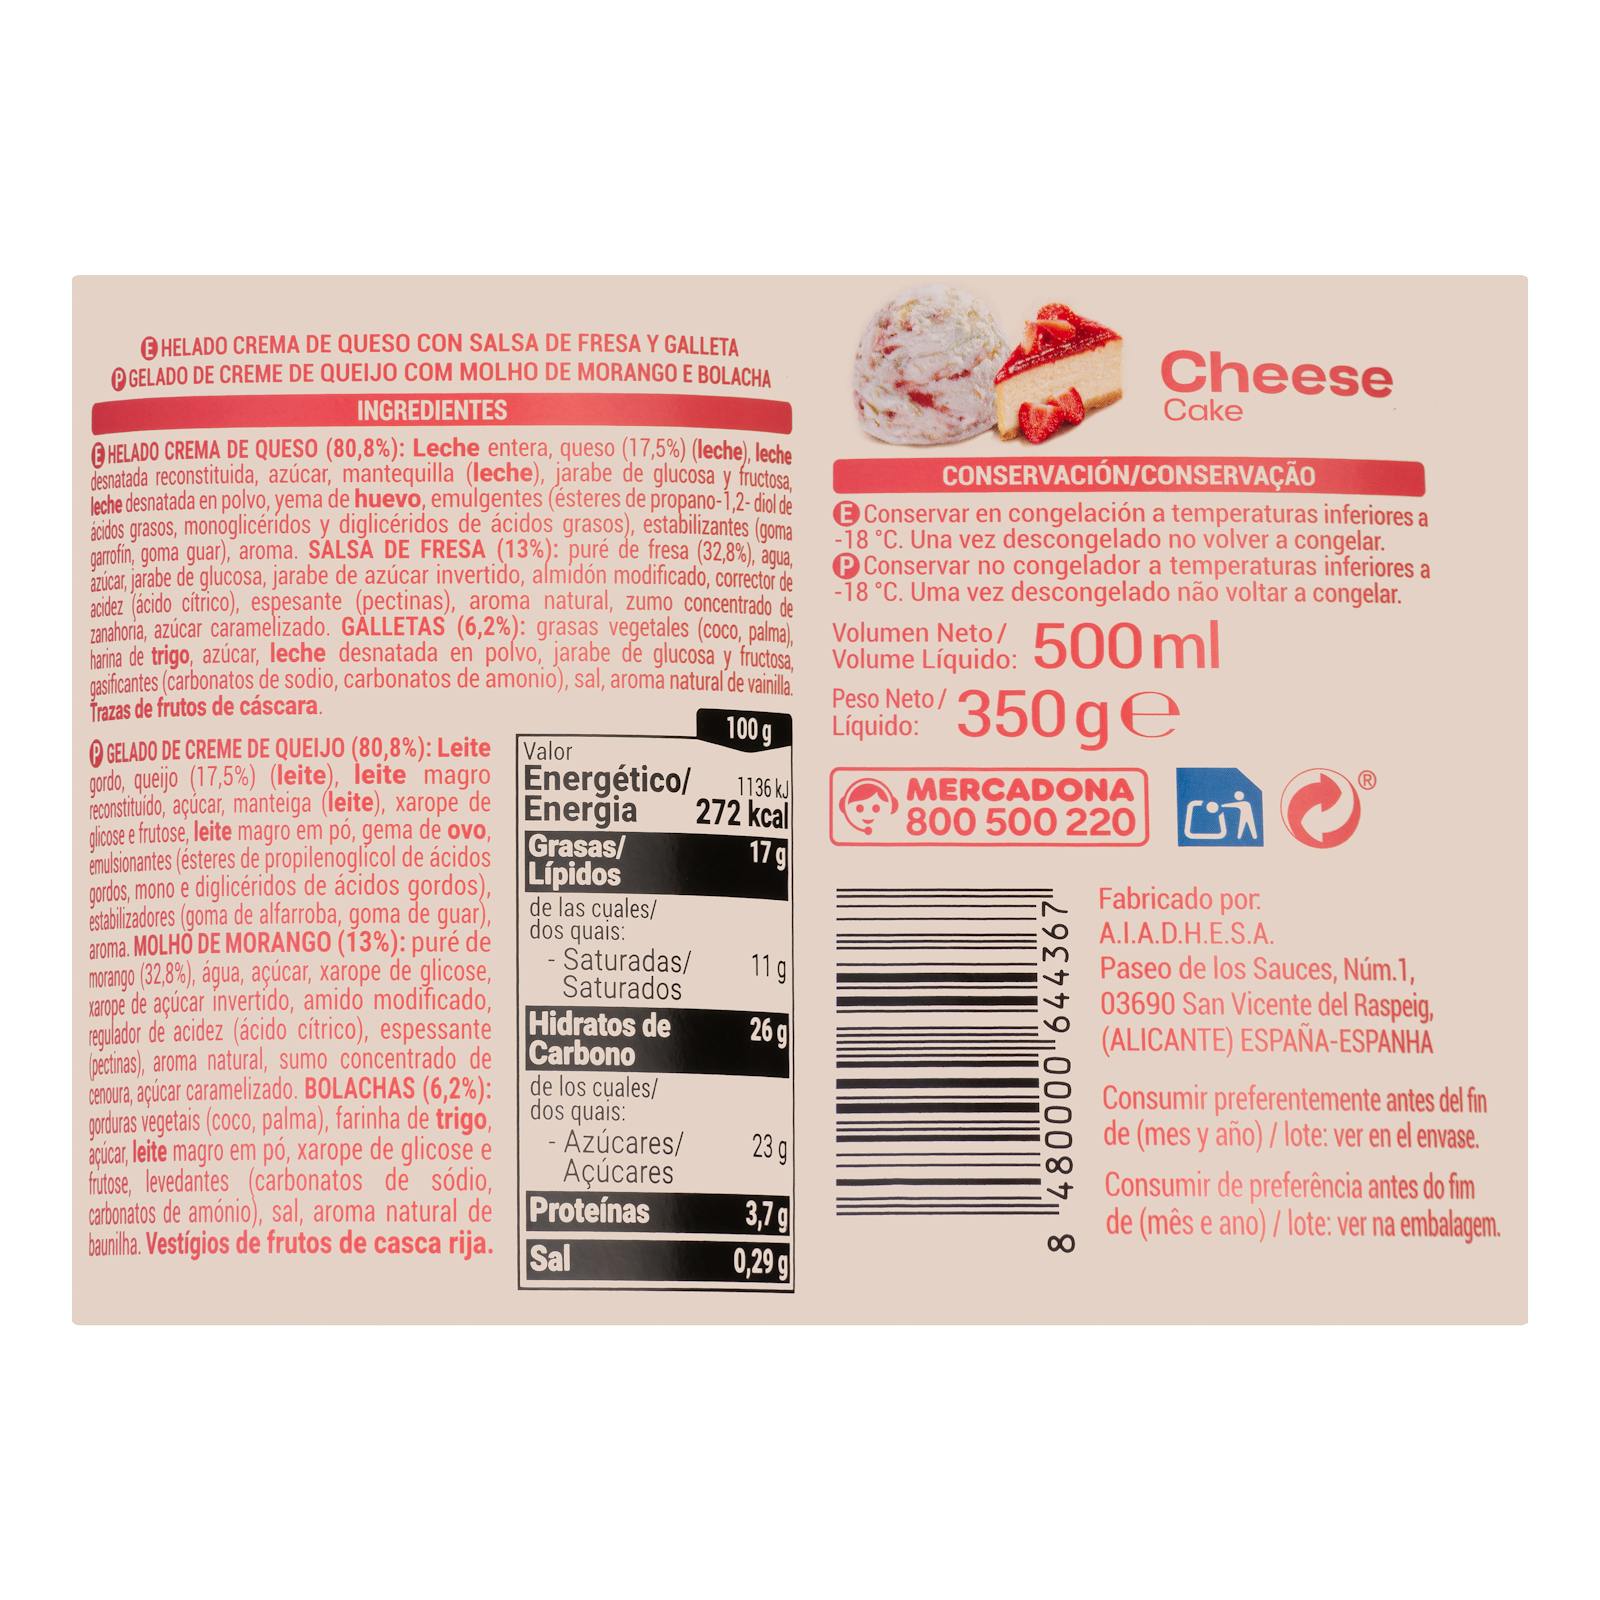 E HELADO CREMA DE QUESO CON SALSA DE FRESA Y GALLETA
P GELADO DE CREME DE QUEIJO COM MOLHO DE MORANGO E BOLACHA
INGREDIENTES
E HELADO CREMA DE QUESO (80,8%): Leche entera, queso (17,5%) (leche), leche
desnatada reconstituida, azúcar, mantequilla (leche), jarabe de glucosa y fructosa,
leche desnatada en polvo, yema de huevo, emulgentes (ésteres de propano-1,2- diol de
ácidos grasos, monoglicéridos y diglicéridos de ácidos grasos), estabilizantes (goma
garrofín, goma guar), aroma. SALSA DE FRESA (13%): puré de fresa (32,8%), agua,
azúcar, jarabe de glucosa, jarabe de azúcar invertido, almidón modificado, corrector de
acidez (ácido cítrico), espesante (pectinas), aroma natural, zumo concentrado de
zanahoria, azúcar caramelizado. GALLETAS (6,2%): grasas vegetales (coco, palma),
harina de trigo, azúcar, leche desnatada en polvo, jarabe de glucosa y fructosa,
gasificantes (carbonatos de sodio, carbonatos de amonio), sal, aroma natural de vainilla.
Trazas de frutos de cáscara.
P GELADO DE CREME DE QUEIJO (80,8%): Leite
gordo, queijo (17,5%) (leite), leite magro
reconstituído, açúcar, manteiga (leite), xarope de
glicose e frutose, leite magro em pó, gema de ovo,
emulsionantes (ésteres de propilenoglicol de ácidos
gordos, mono e diglicéridos de ácidos gordos),
estabilizadores (goma de alfarroba, goma de guar),
aroma. MOLHO DE MORANGO (13%): puré de
morango (32,8%), água, açúcar, xarope de glicose,
xarope de açúcar invertido, amido modificado,
regulador de acidez (ácido cítrico), espessante
(pectinas), aroma natural, sumo concentrado de
cenoura, açúcar caramelizado. BOLACHAS (6,2%):
gorduras vegetais (coco, palma), farinha de trigo,
açúcar, leite magro em pó, xarope de glicose e
frutose, levedantes (carbonatos de sódio,
carbonatos de amónio), sal, aroma natural de
baunilha. Vestígios de frutos de casca rija.
100 g
Valor
Energético/ 1136 kJ
Energia 272 kcal
Grasas/ 17 g
Lípidos
de las cuales/
dos quais:
- Saturadas/ 11 g
Saturados
Hidratos de 26 g
Carbono
de los cuales/
dos quais:
- Azúcares/ 23 g
Açúcares
Proteínas 3,7 g
Sal 0,29 g
Cheese
Cake
CONSERVACIÓN/CONSERVAÇÃO
E Conservar en congelación a temperaturas inferiores a
-18 °C. Una vez descongelado no volver a congelar.
P Conservar no congelador a temperaturas inferiores a
-18 °C. Uma vez descongelado não voltar a congelar.
Volumen Neto/
Volume Líquido: 500 ml
Peso Neto/
Líquido: 350 g ℮
MERCADONA
800 500 220
®
8 480000 644367
Fabricado por:
A.I.A.D.H.E.S.A.
Paseo de los Sauces, Núm.1,
03690 San Vicente del Raspeig,
(ALICANTE) ESPAÑA-ESPANHA
Consumir preferentemente antes del fin
de (mes y año) / lote: ver en el envase.
Consumir de preferência antes do fim
de (mês e ano) / lote: ver na embalagem.